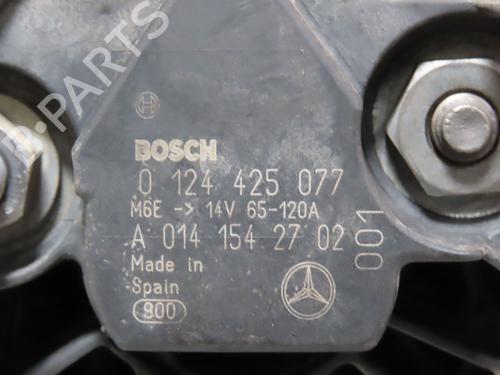 BOSCH
0 124 425 077
M6E -> 14V 65-120A
A 014 154 27 02
001
Made in
Spain
900
B-PARTS